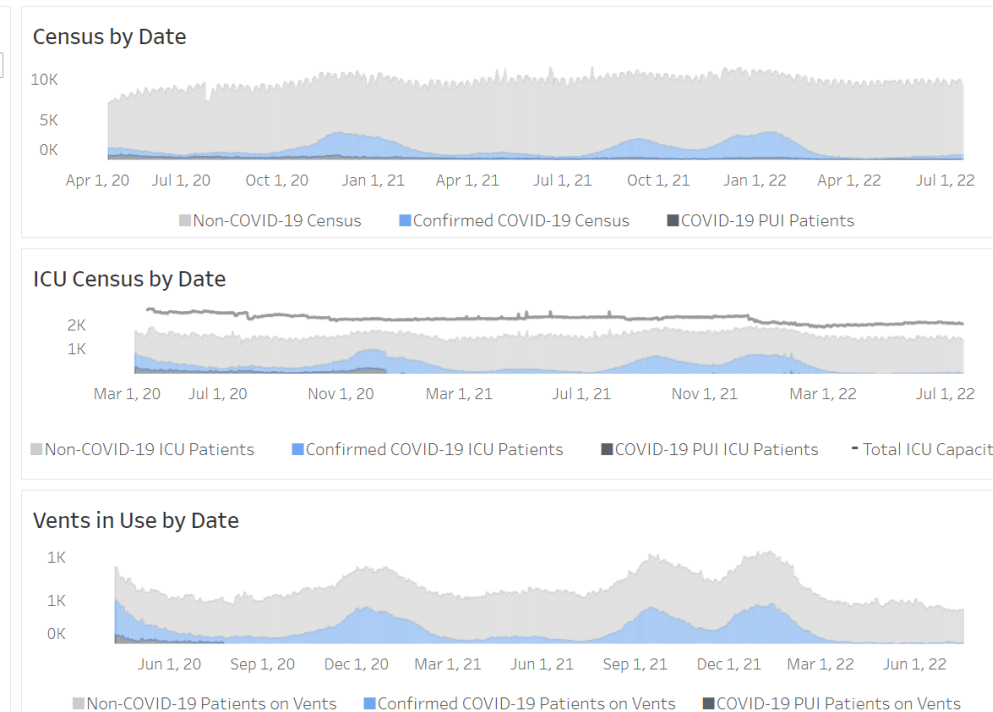 Census by Date
10K
5K
0K
Apr 1, 20 Jul 1, 20 Oct 1, 20 Jan 1, 21 Apr 1, 21 Jul 1, 21 Oct 1, 21 Jan 1, 22 Apr 1, 22 Jul 1, 22
Non-COVID-19 Census Confirmed COVID-19 Census COVID-19 PUI Patients
ICU Census by Date
2K
1K
Mar 1, 20 Jul 1, 20 Nov 1, 20 Mar 1, 21 Jul 1, 21 Nov 1, 21 Mar 1, 22 Jul 1, 22
Non-COVID-19 ICU Patients Confirmed COVID-19 ICU Patients COVID-19 PUI ICU Patients Total ICU Capacit
Vents in Use by Date
1K
1K
0K
Jun 1, 20 Sep 1, 20 Dec 1, 20 Mar 1, 21 Jun 1, 21 Sep 1, 21 Dec 1, 21 Mar 1, 22 Jun 1, 22
Non-COVID-19 Patients on Vents Confirmed COVID-19 Patients on Vents COVID-19 PUI Patients on Vents